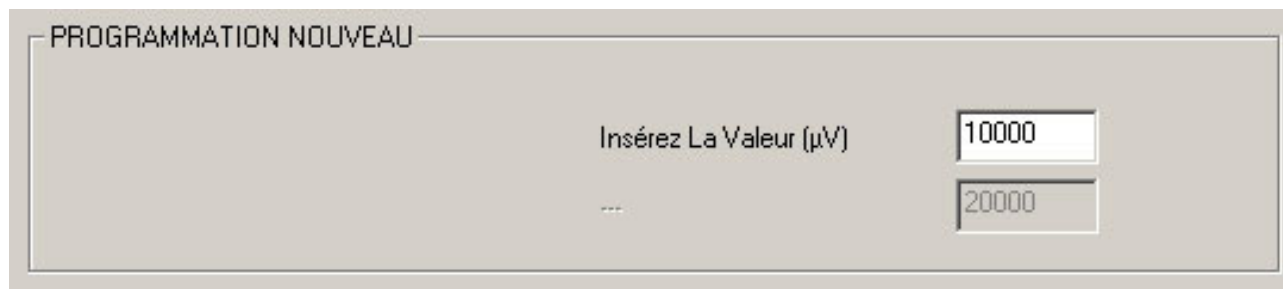 PROGRAMMATION NOUVEAU
Insérez La Valeur (µV) 10000
--- 20000